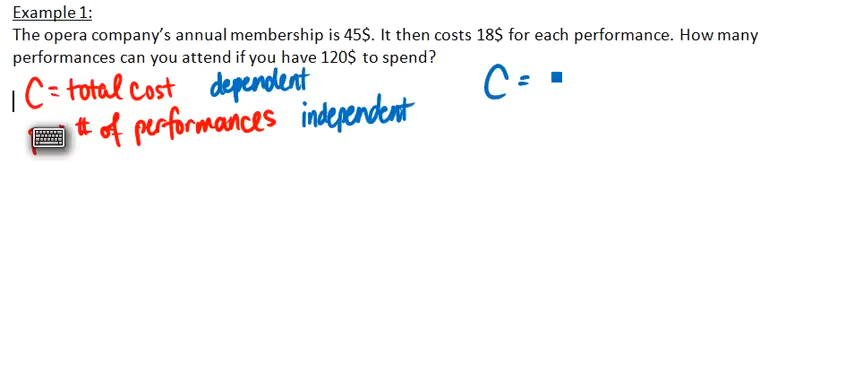 Example 1:
The opera company's annual membership is 45$. It then costs 18$ for each performance. How many
performances can you attend if you have 120$ to spend?
C = total cost dependent C =
# of performances independent